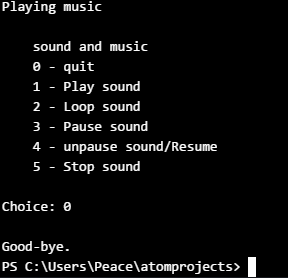 Playing music
sound and music
0 - quit
1 - Play sound
2 - Loop sound
3 - Pause sound
4 - unpause sound/Resume
5 - Stop sound
Choice: 0
Good-bye.
PS C:\Users\Peace\atomprojects>